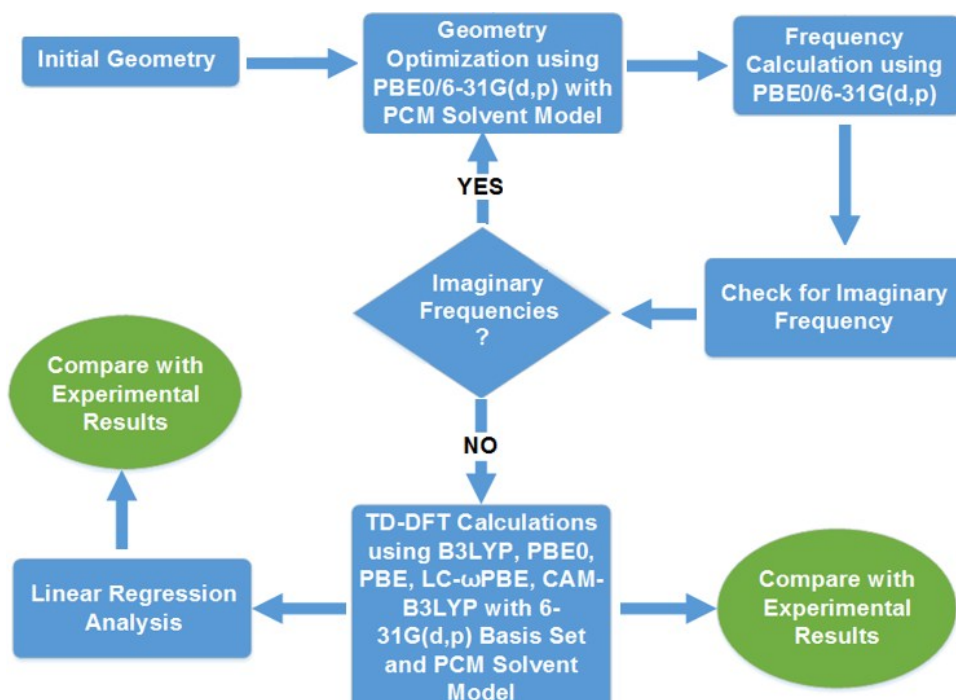 Initial Geometry
Geometry
Optimization using
PBE0/6-31G(d,p) with
PCM Solvent Model
Frequency
Calculation using
PBE0/6-31G(d,p)
YES
Imaginary
Frequencies
?
Check for Imaginary
Frequency
Compare with
Experimental
Results
NO
TD-DFT Calculations
using B3LYP, PBE0,
PBE, LC-ωPBE, CAM-
B3LYP with 6-
31G(d,p) Basis Set
and PCM Solvent
Model
Linear Regression
Analysis
Compare with
Experimental
Results